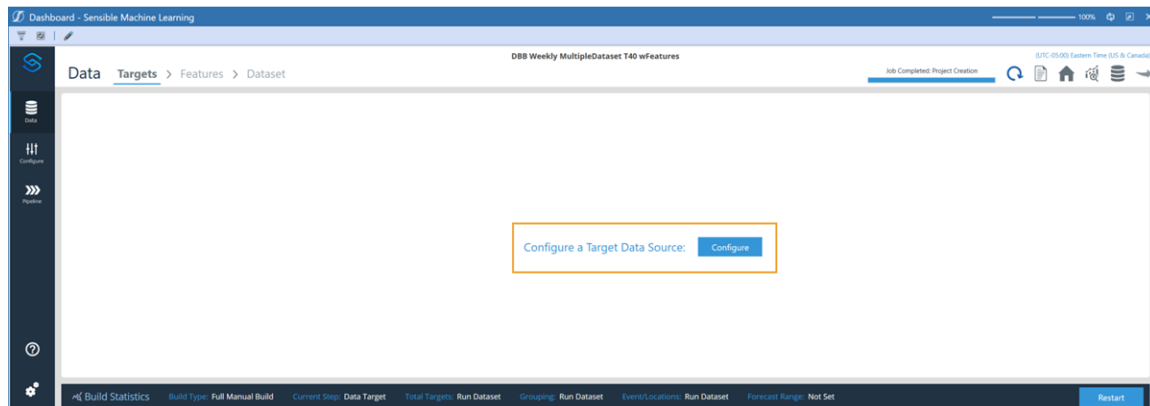 Dashboard - Sensible Machine Learning
100%
DBB Weekly MultipleDataset T40 wFeatures
(UTC-05:00) Eastern Time (US & Canada)
Data Targets > Features > Dataset
Job Completed: Project Creation
Data
Configure
Pipeline
Configure a Target Data Source: Configure
Build Statistics Build Type: Full Manual Build Current Step: Data Target Total Targets: Run Dataset Grouping: Run Dataset Event/Locations: Run Dataset Forecast Range: Not Set Restart